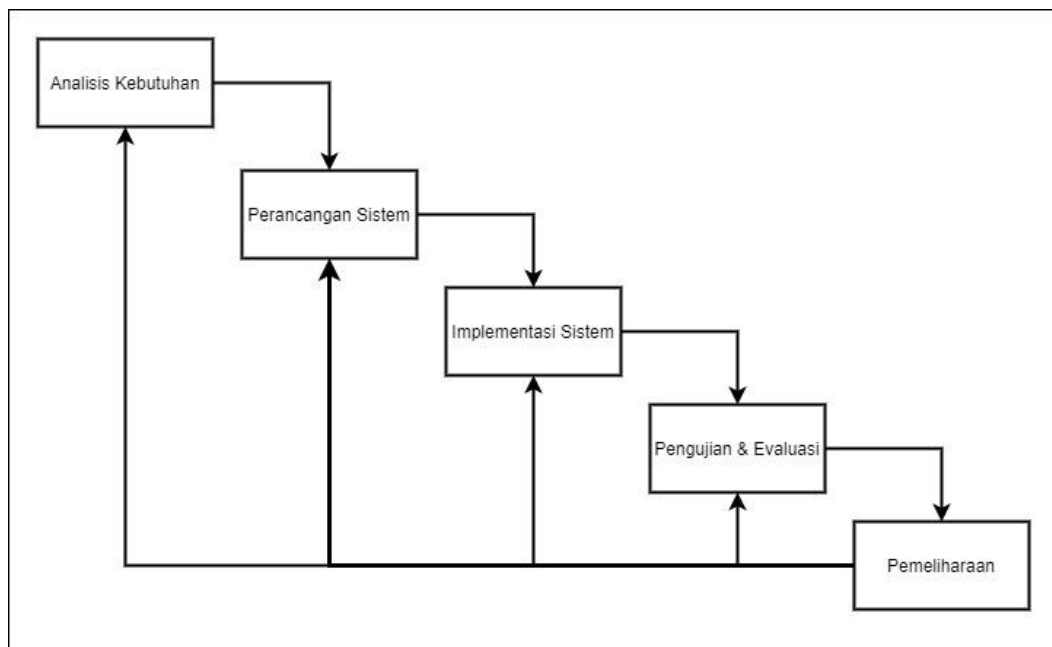 Analisis Kebutuhan
Perancangan Sistem
Implementasi Sistem
Pengujian & Evaluasi
Pemeliharaan